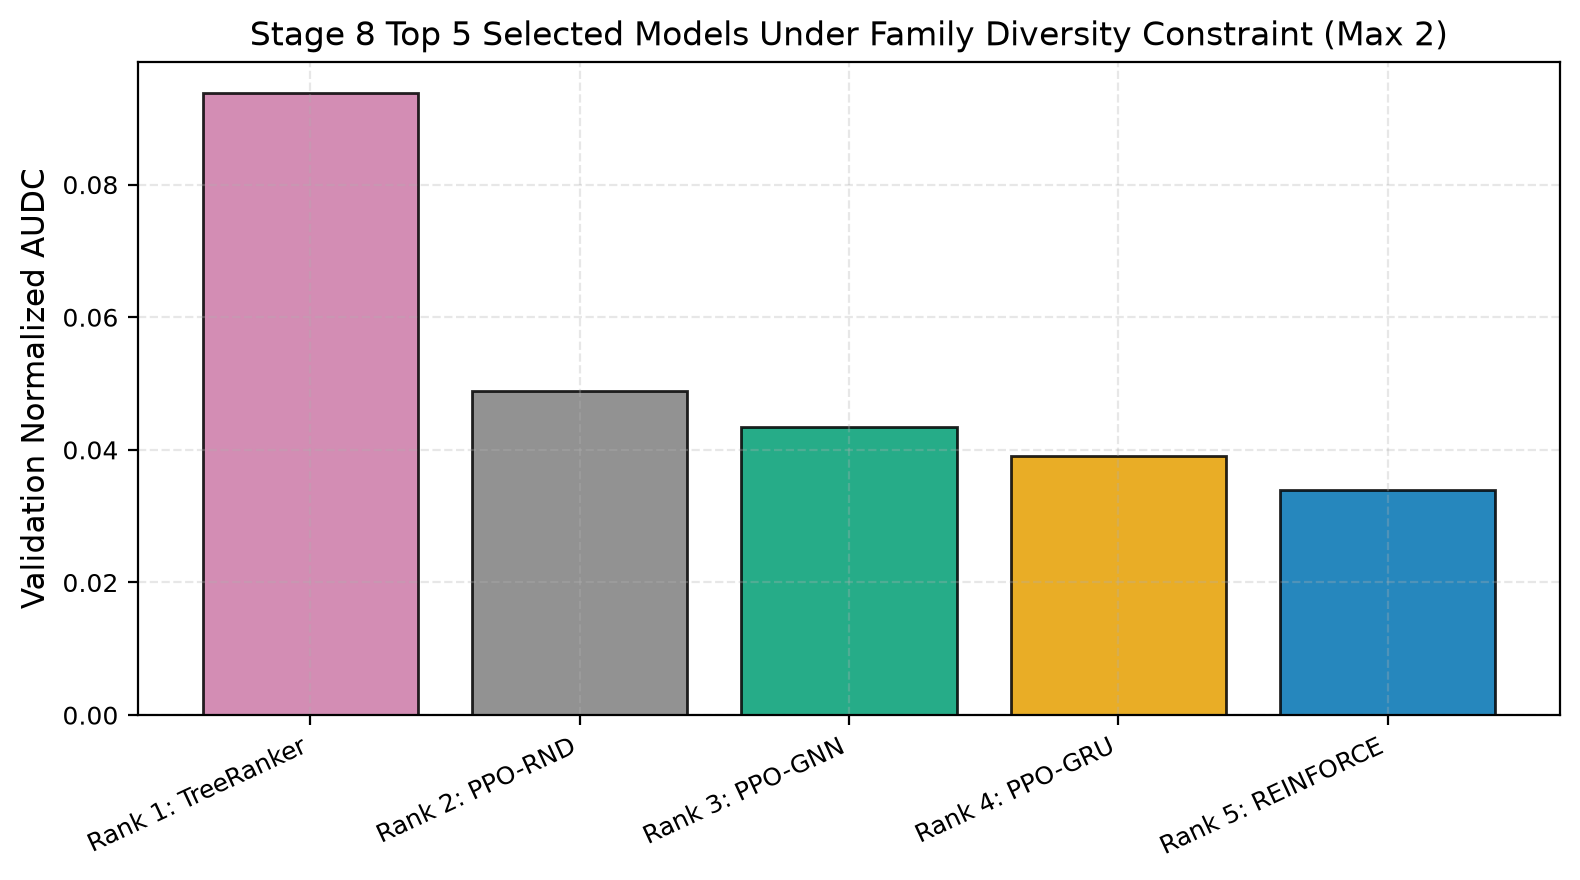 Stage 8 Top 5 Selected Models Under Family Diversity Constraint (Max 2)
Validation Normalized AUDC
0.08
0.06
0.04
0.02
0.00
Rank 1: TreeRanker
Rank 2: PPO-RND
Rank 3: PPO-GNN
Rank 4: PPO-GRU
Rank 5: REINFORCE